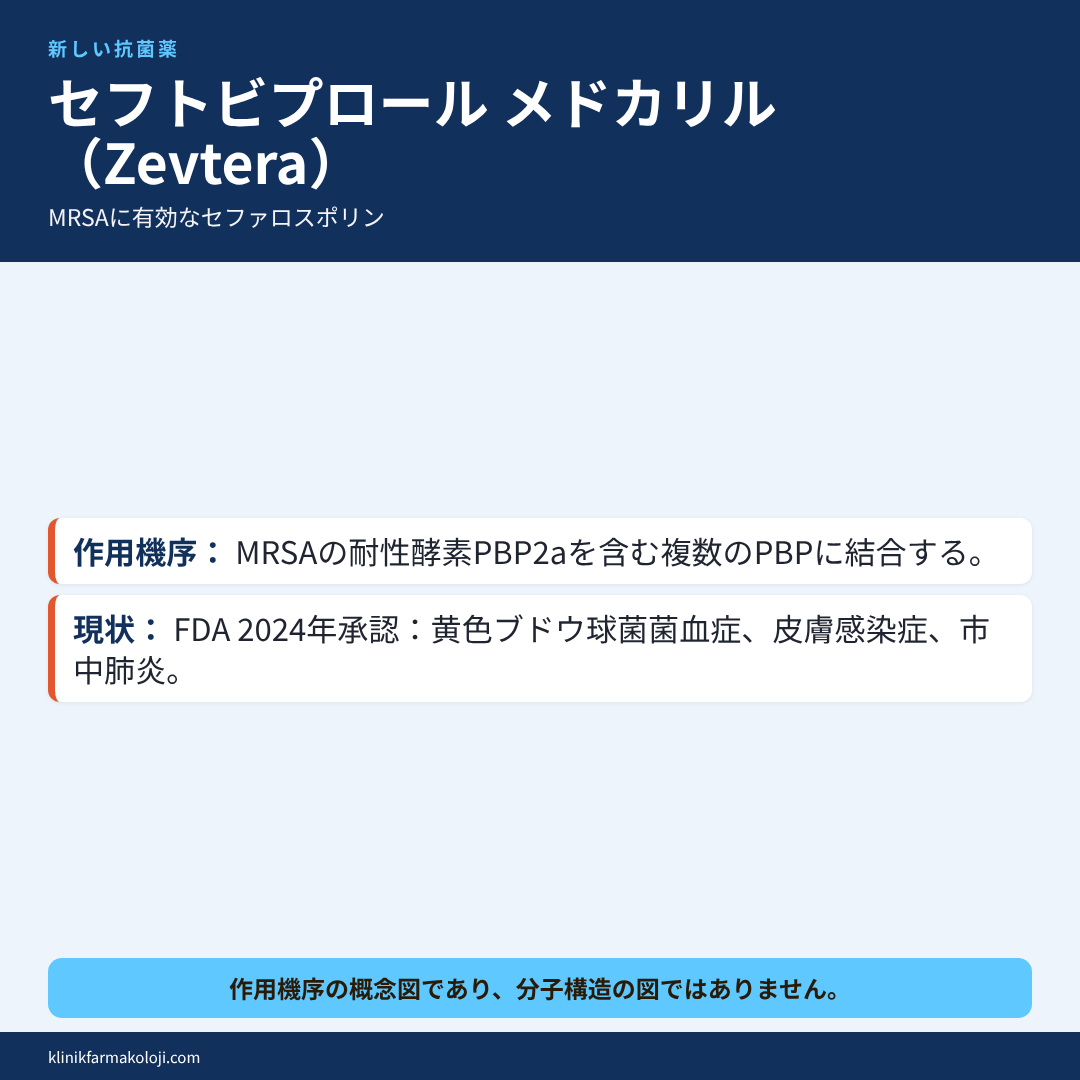 新しい抗菌薬
セフトビプロール メドカリル
（Zevtera）
MRSAに有効なセファロスポリン
作用機序： MRSAの耐性酵素PBP2aを含む複数のPBPに結合する。
現状： FDA 2024年承認：黄色ブドウ球菌菌血症、皮膚感染症、市
中肺炎。
作用機序の概念図であり、分子構造の図ではありません。
klinikfarmakoloji.com